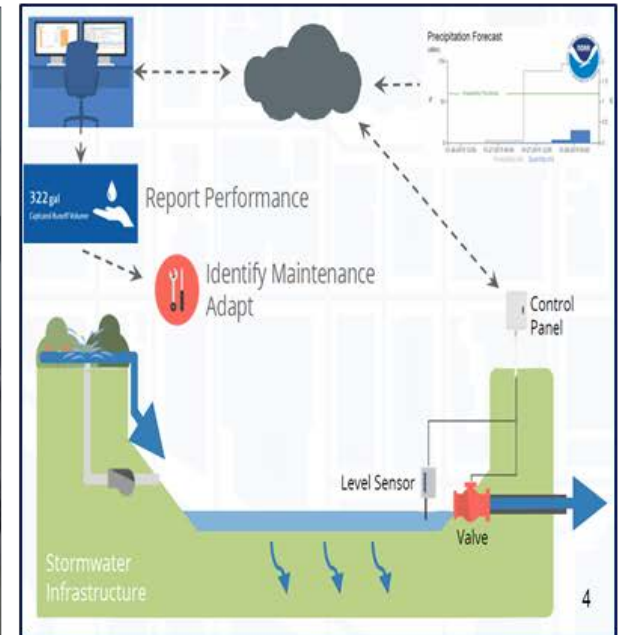 Precipitation Forecast
NOAA
322gal
Captured Runoff Volume
Report Performance
Identify Maintenance
Adapt
Control
Panel
Level Sensor
Valve
Stormwater
Infrastructure
4